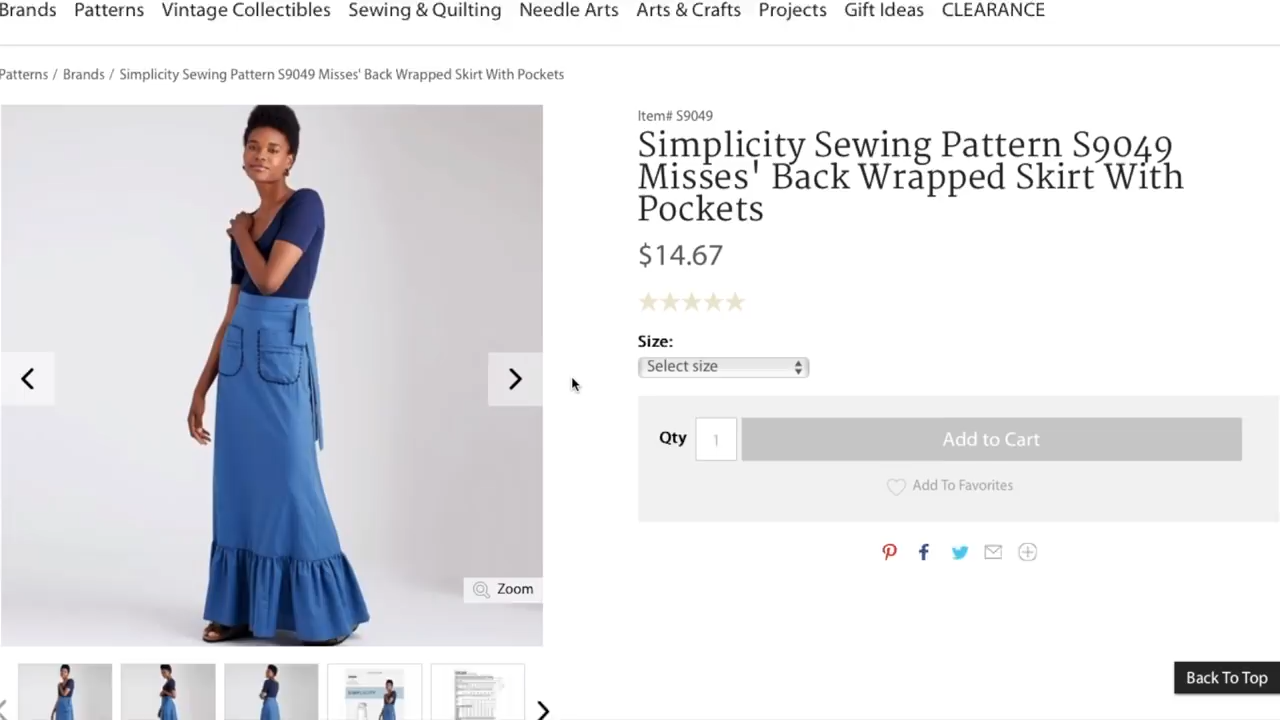 Brands Patterns Vintage Collectibles Sewing & Quilting Needle Arts Arts & Crafts Projects Gift Ideas CLEARANCE
Patterns / Brands / Simplicity Sewing Pattern S9049 Misses' Back Wrapped Skirt With Pockets
Item# S9049
Simplicity Sewing Pattern S9049
Misses' Back Wrapped Skirt With
Pockets
$14.67
Size:
Select size
Qty 1 Add to Cart
Add To Favorites
Zoom
SIMPLICITY
Back To Top